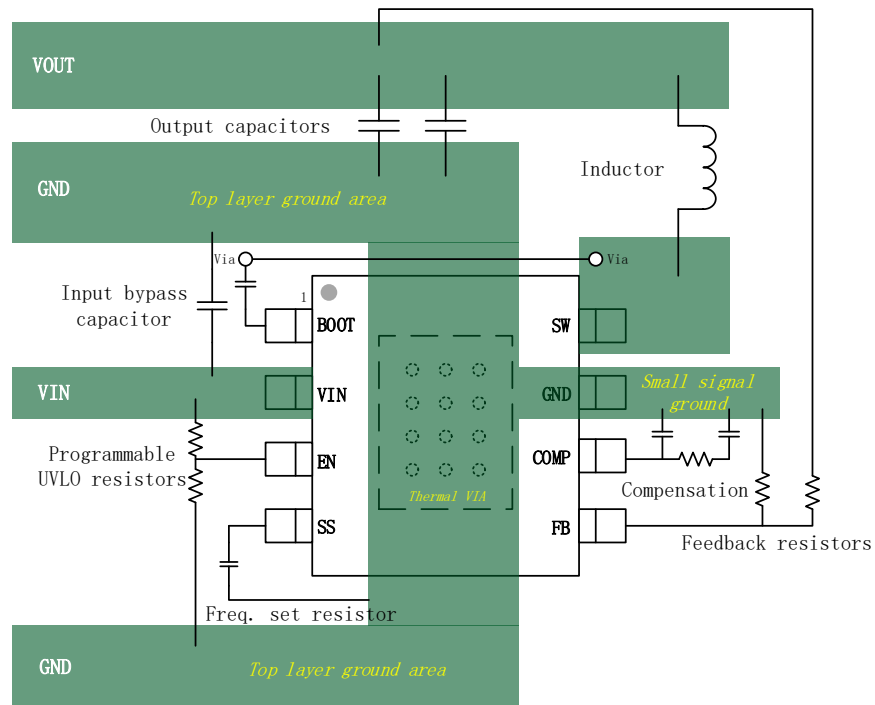 VOUT
Output capacitors
Inductor
GND
Top layer ground area
Via
Via
Input bypass
capacitor
1
BOOT
SW
VIN
VIN
GND
Small signal
ground
Programmable
UVLO resistors
EN
COMP
Compensation
Thermal VIA
SS
FB
Feedback resistors
Freq. set resistor
GND
Top layer ground area